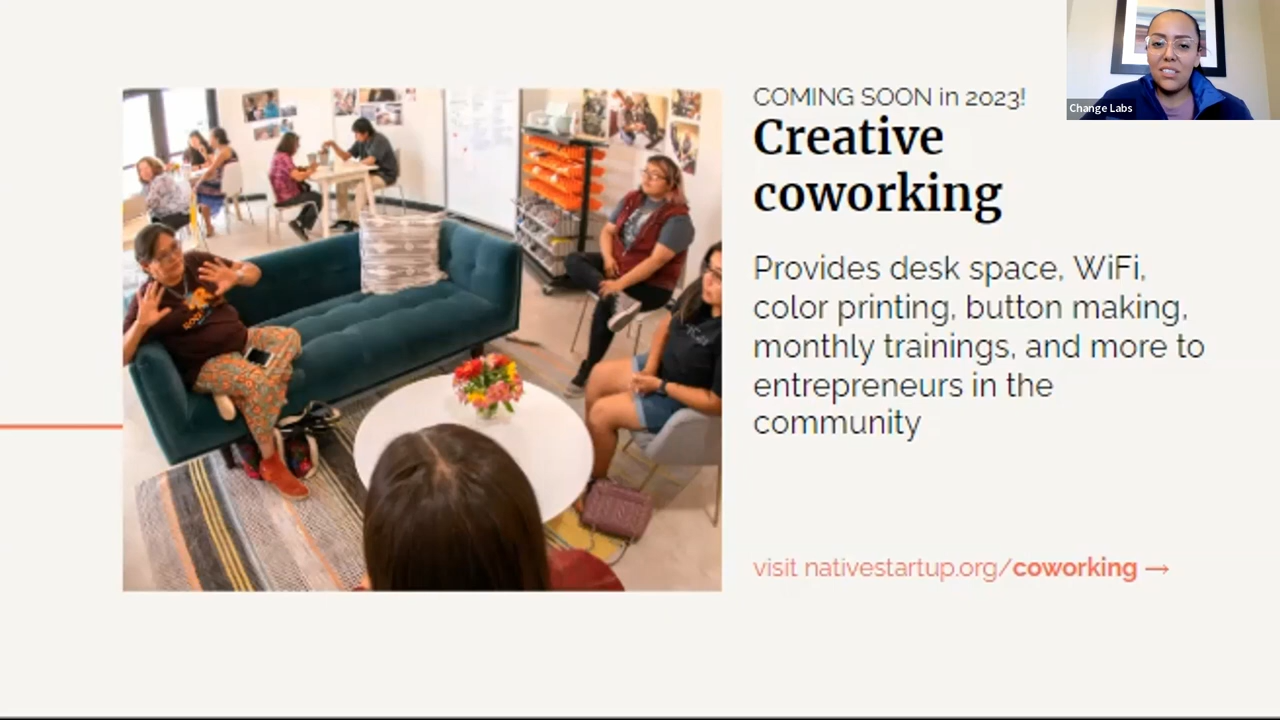 COMING SOON in 2023!
Change Labs
Creative
coworking
Provides desk space, WiFi,
color printing, button making,
monthly trainings, and more to
entrepreneurs in the
community
visit nativestartup.org/coworking →